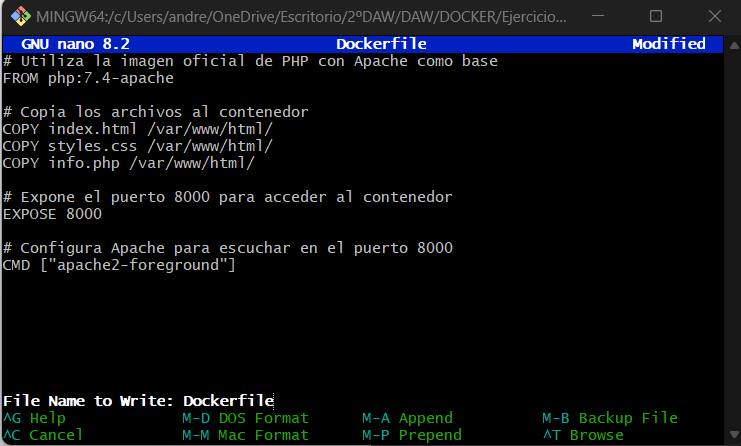 MINGW64:/c/Users/andre/OneDrive/Escritorio/2ºDAW/DAW/DOCKER/Ejercicio...
GNU nano 8.2 Dockerfile Modified
# Utiliza la imagen oficial de PHP con Apache como base
FROM php:7.4-apache
# Copia los archivos al contenedor
COPY index.html /var/www/html/
COPY styles.css /var/www/html/
COPY info.php /var/www/html/
# Expone el puerto 8000 para acceder al contenedor
EXPOSE 8000
# Configura Apache para escuchar en el puerto 8000
CMD ["apache2-foreground"]
File Name to Write: Dockerfile
^G Help M-D DOS Format M-A Append M-B Backup File
^C Cancel M-M Mac Format M-P Prepend ^T Browse